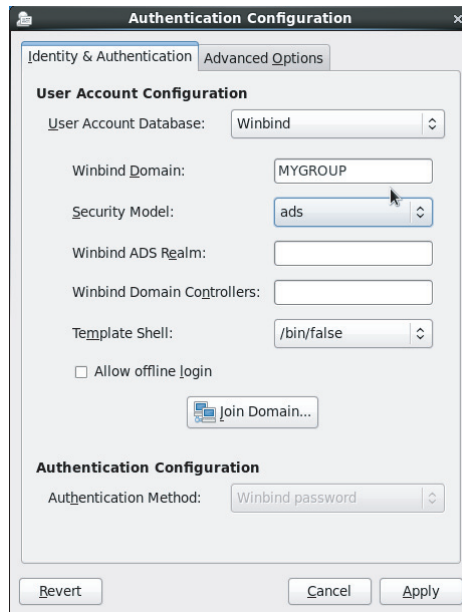 Authentication Configuration
Identity & Authentication
Advanced Options
User Account Configuration
User Account Database: Winbind
Winbind Domain: MYGROUP
Security Model: ads
Winbind ADS Realm:
Winbind Domain Controllers:
Template Shell: /bin/false
Allow offline login
Join Domain...
Authentication Configuration
Authentication Method: Winbind password
Revert Cancel Apply